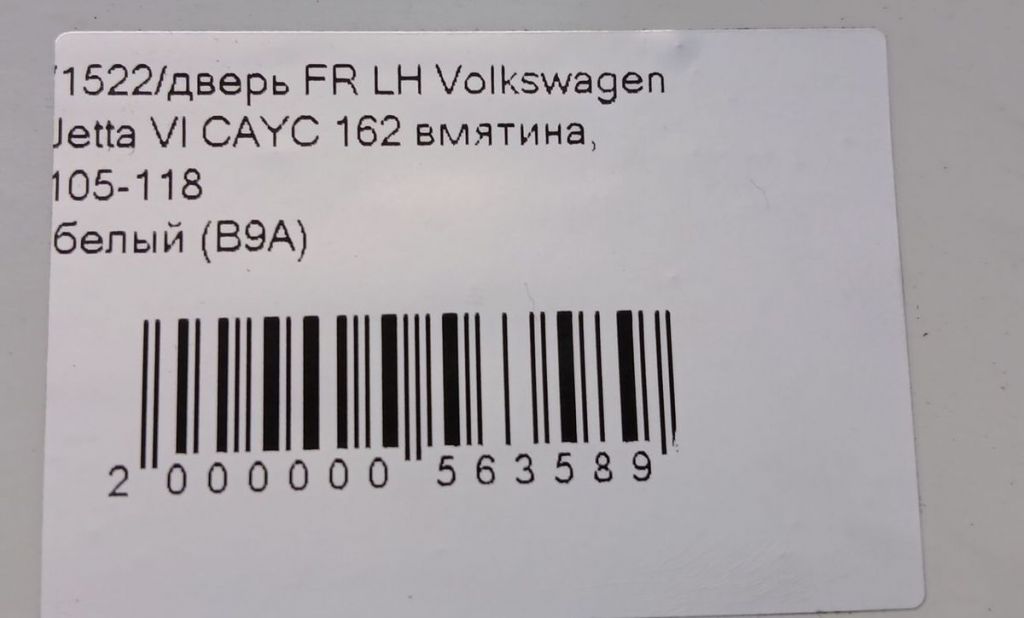 /1522/дверь FR LH Volkswagen
Jetta VI CAYC 162 вмятина,
105-118
белый (B9A)
2 000000 563589